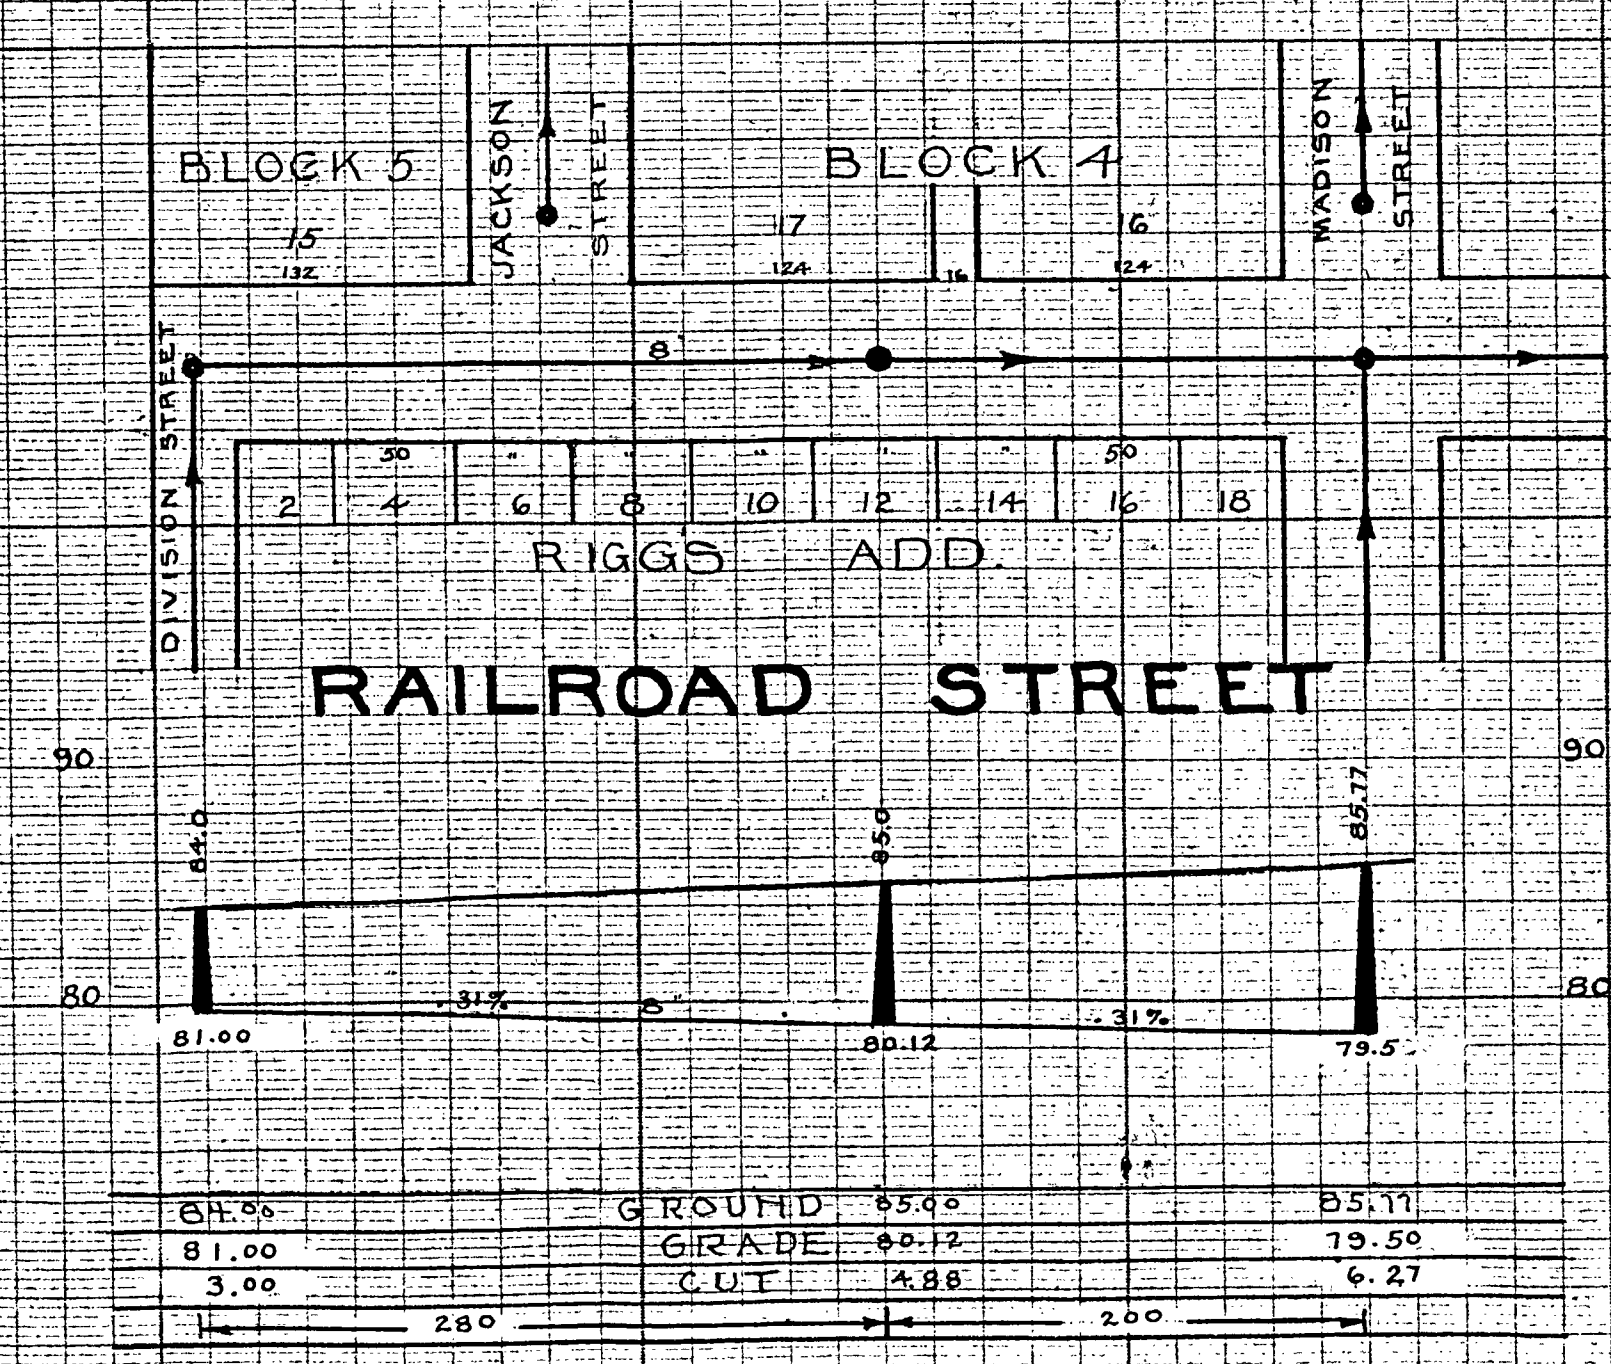 BLOCK 5
JACKSON
STREET
BLOCK 4
MADISON
STREET
15
132
17
124
16
16
124
DIVISION STREET
8"
50 " " " " " 50
2 4 6 8 10 12 14 16 18
RIGGS ADD.
RAILROAD STREET
90 90
84.0 85.0 85.77
80 .31% 8" .31% 80
81.00 80.12 79.5
84.00 GROUND 85.00 85.77
81.00 GRADE 80.12 79.50
3.00 CUT 4.88 6.27
280 200